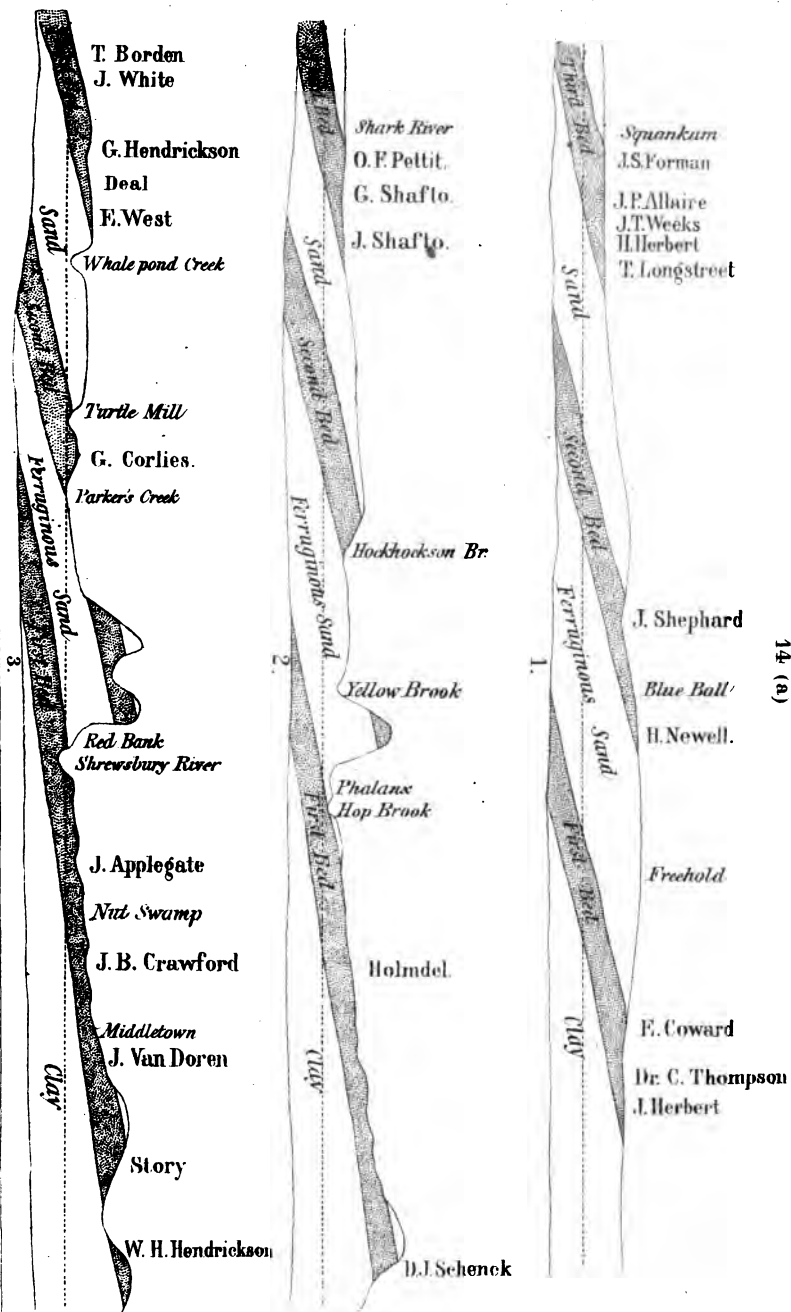 T. Borden
J. White
G. Hendrickson
Deal
E. West
Whale pond Creek
Turtle Mill
G. Corlies.
Parker's Creek
Red Bank
Shrewsbury River
J. Applegate
Nut Swamp
J. B. Crawford
Middletown
J. Van Doren
Story
W. H. Hendrickson
Sand
Second Bed
Ferruginous
Sand
First Bed
Clay
3.
Shark River
O. F. Pettit.
G. Shafto.
J. Shafto.
Hockhockson Br.
Yellow Brook
Phalanx
Hop Brook
Holmdel.
D. J. Schenck
Bed
Sand
Second Bed
Ferruginous Sand
First Bed
Clay
2.
Squankum
J. S. Forman
J. P. Allaire
J. T. Weeks
H. Herbert
T. Longstreet
J. Shephard
Blue Ball
H. Newell.
Freehold
E. Coward
Dr. C. Thompson
J. Herbert
Third Bed
Sand
Second Bed
Ferruginous
Sand
First Bed
Clay
1.
14 (a)